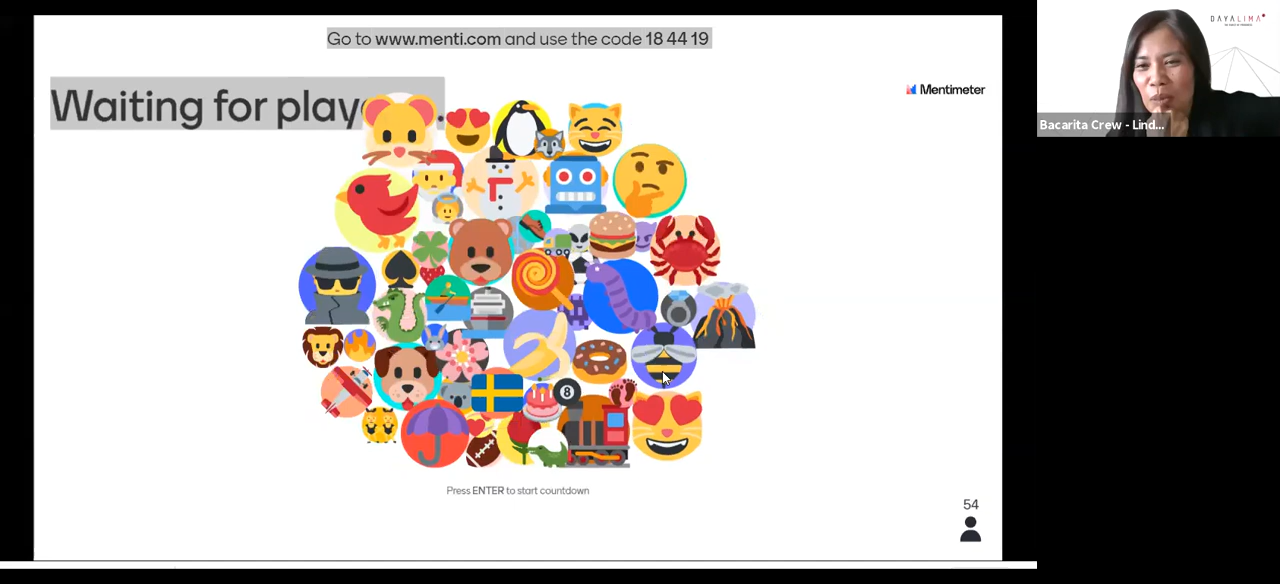 Go to www.menti.com and use the code 18 44 19
DAYALIMA
Waiting for play
Mentimeter
Bacarita Crew - Lind...
8
Press ENTER to start countdown
54